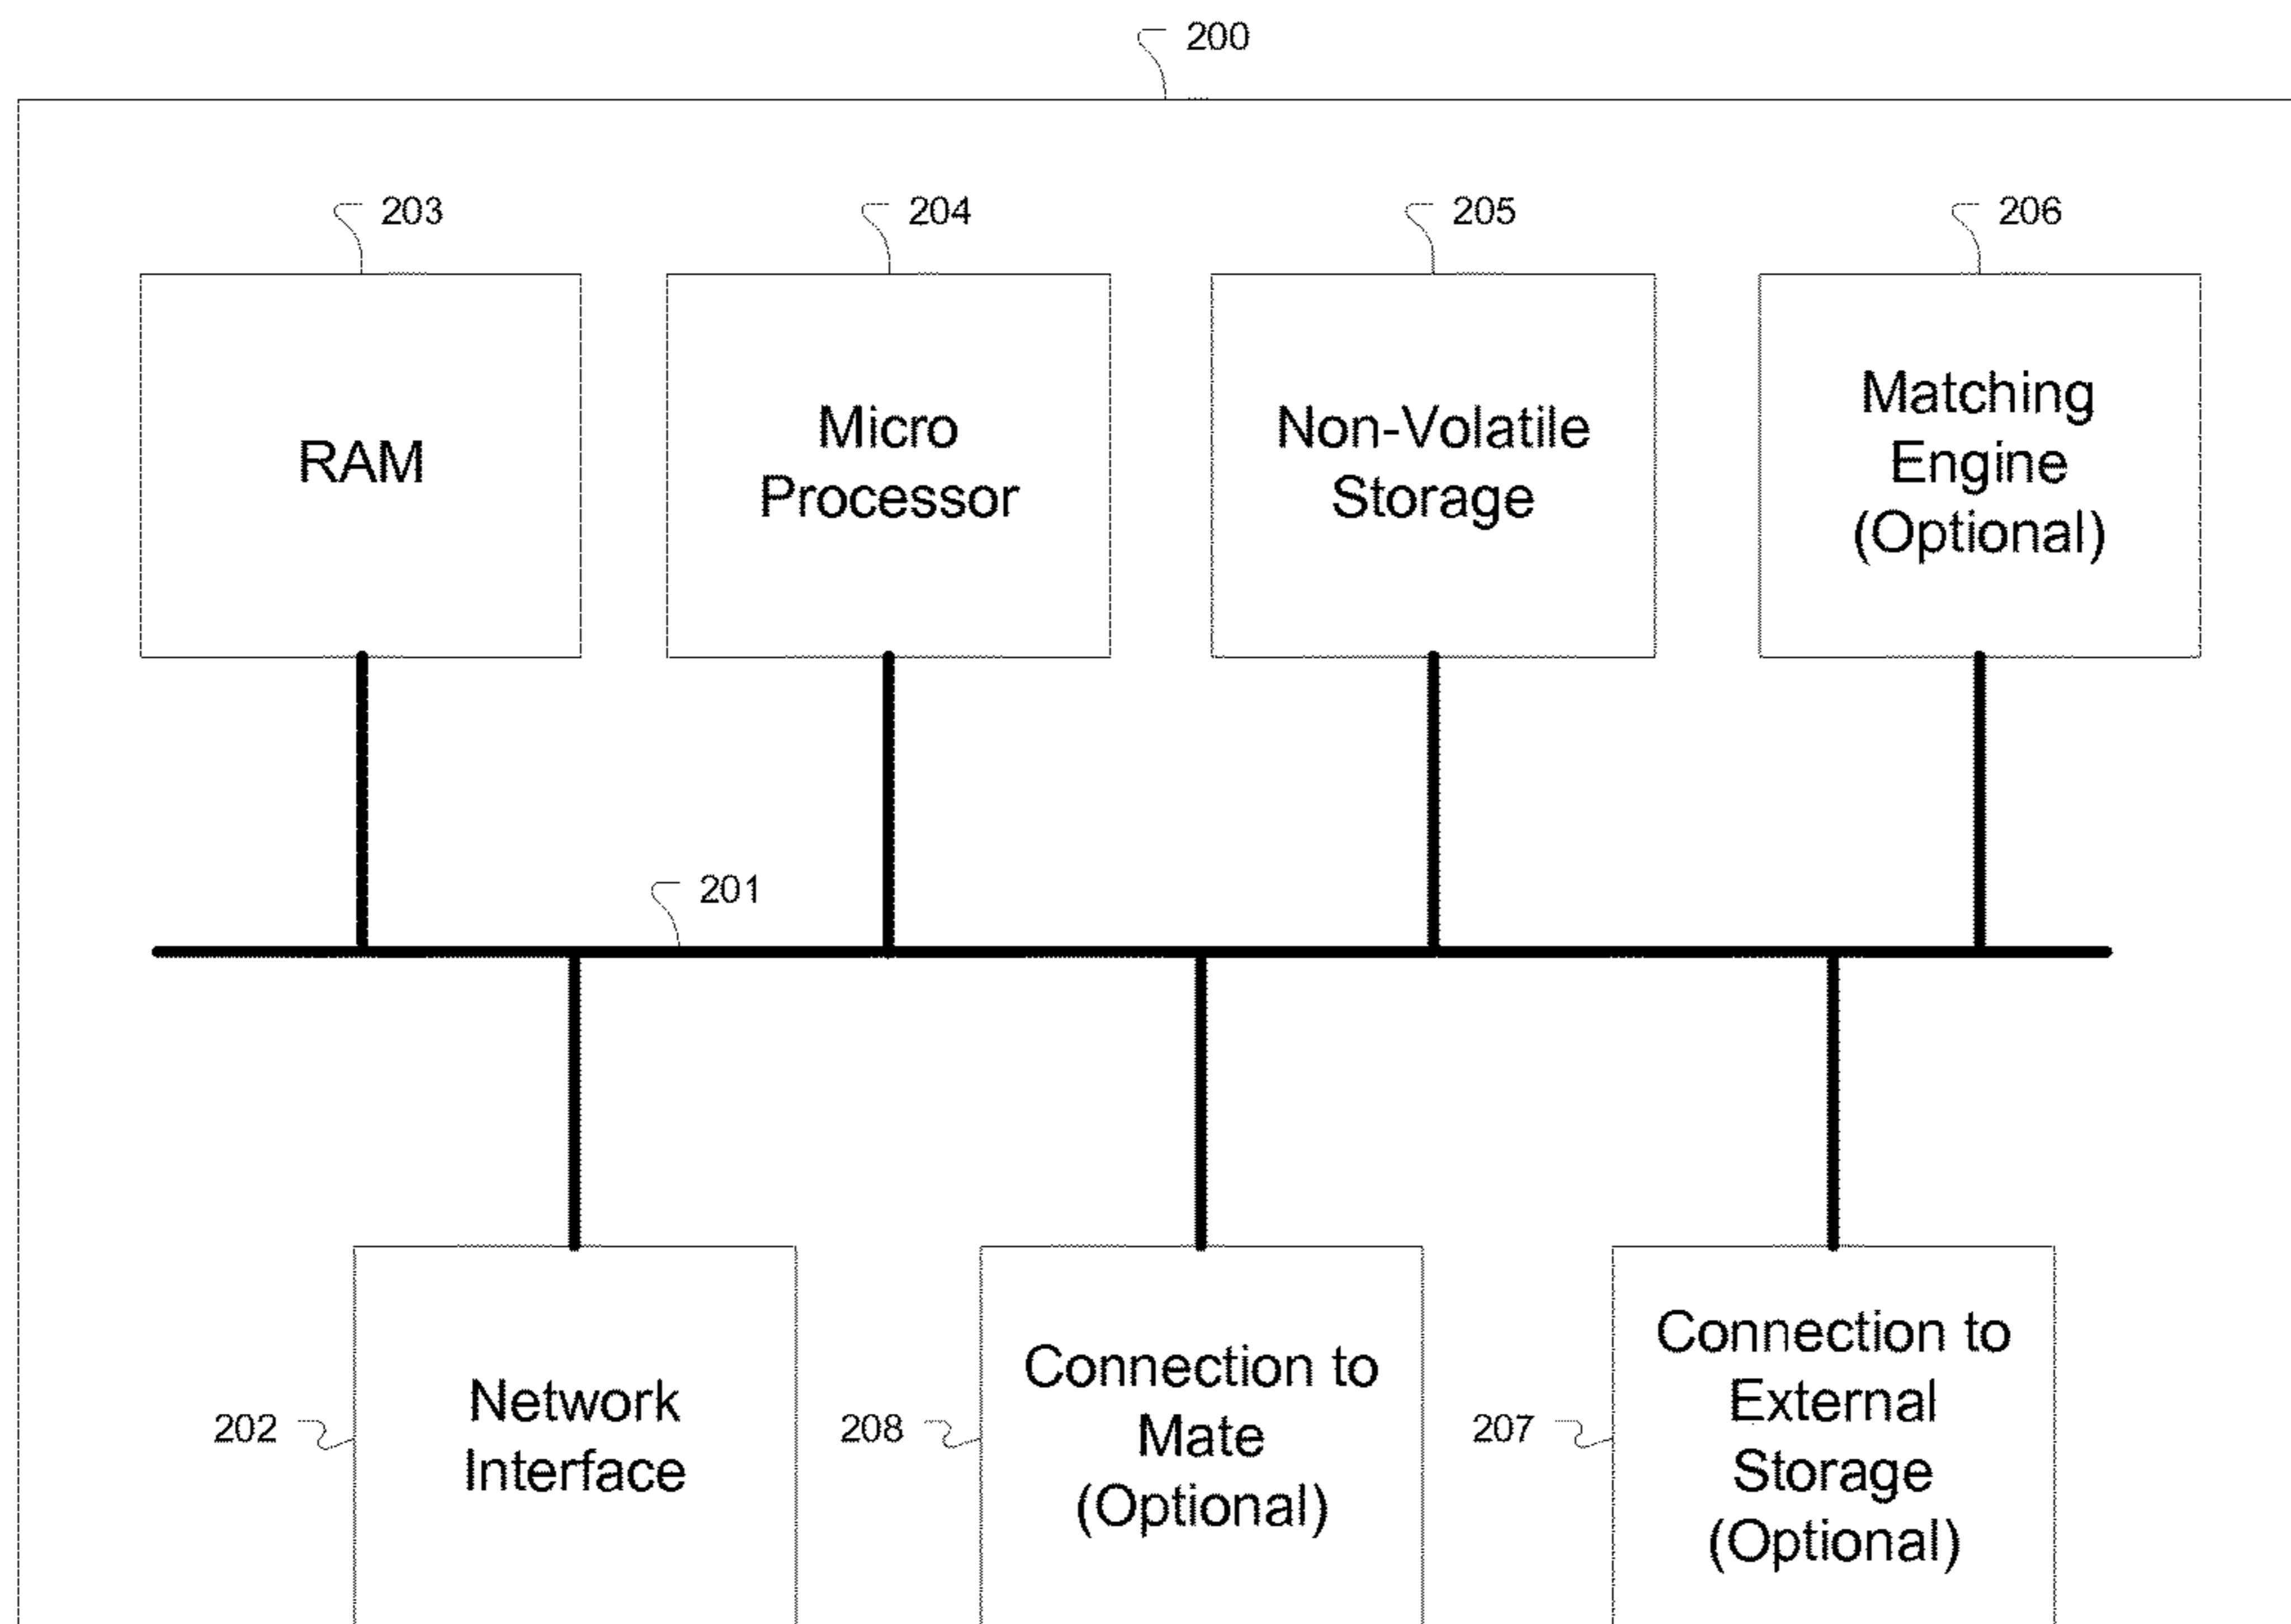 200
203
204
205
206
RAM
Micro
Processor
Non-Volatile
Storage
Matching
Engine
(Optional)
201
202
Network
Interface
208
Connection to
Mate
(Optional)
207
Connection to
External
Storage
(Optional)